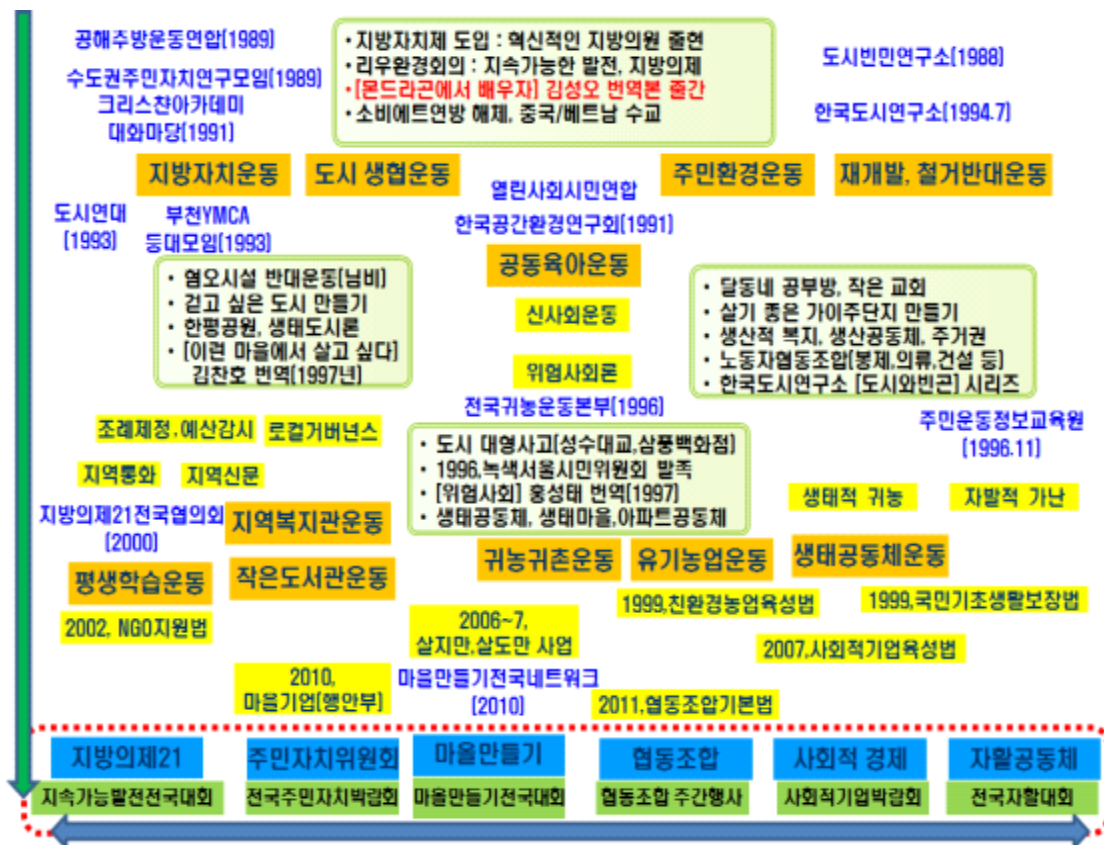 공해추방운동연합(1989)
수도권주민자치연구모임(1989)
크리스챤아카데미
대화마당(1991)
• 지방자치제 도입 : 혁신적인 지방의원 출현
• 리우환경회의 : 지속가능한 발전, 지방의제
• [몬드라곤에서 배우자] 김성오 번역본 출간
• 소비에트연방 해제, 중국/베트남 수교
도시빈민연구소(1988)
한국도시연구소(1994.7)
지방자치운동
도시 생협운동
주민환경운동
재개발, 철거반대운동
도시연대
(1993)
부천YMCA
등대모임(1993)
열린사회시민연합
한국공간환경연구회(1991)
공동육아운동
신사회운동
위험사회론
• 혐오시설 반대운동(님비)
• 걷고 싶은 도시 만들기
• 한평공원, 생태도시론
• [이런 마을에서 살고 싶다]
김찬호 번역(1997년)
• 달동네 공부방, 작은 교회
• 살기 좋은 가이주단지 만들기
• 생산적 복지, 생산공동체, 주거권
• 노동자협동조합(봉제,의류,건설 등)
• 한국도시연구소 [도시와빈곤] 시리즈
전국귀농운동본부(1996)
• 도시 대형사고(성수대교,삼풍백화점)
• 1996,녹색서울시민위원회 발족
• [위험사회] 홍성태 번역(1997)
• 생태공동체, 생태마을,아파트공동체
주민운동정보교육원
(1996.11)
조례제정,예산감시
로컬거버넌스
지역통화
지역신문
생태적 귀농
자발적 가난
지방의제21전국협의회
(2000)
지역복지관운동
평생학습운동
작은도서관운동
귀농귀촌운동
유기농업운동
생태공동체운동
2002, NGO지원법
2006~7,
살지만,살도만 사업
1999,친환경농업육성법
1999,국민기초생활보장법
2007,사회적기업육성법
2010,
마을기업(행안부)
마을만들기전국네트워크
(2010)
2011,협동조합기본법
지방의제21
주민자치위원회
마을만들기
협동조합
사회적 경제
자활공동체
지속가능발전전국대회
전국주민자치박람회
마을만들기전국대회
협동조합 주간행사
사회적기업박람회
전국자활대회